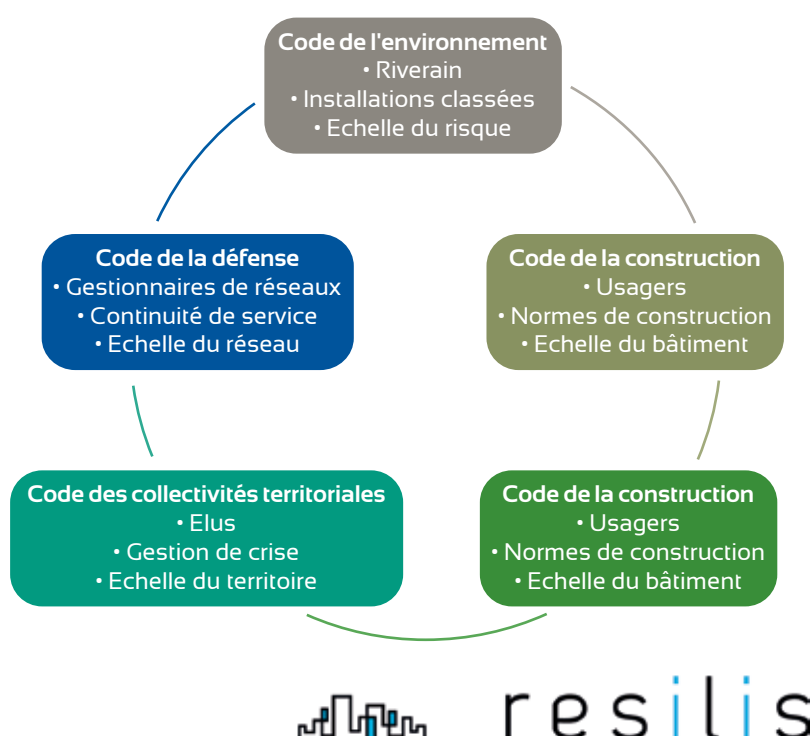 Code de l'environnement
• Riverain
• Installations classées
• Echelle du risque
Code de la défense
• Gestionnaires de réseaux
• Continuité de service
• Echelle du réseau
Code de la construction
• Usagers
• Normes de construction
• Echelle du bâtiment
Code des collectivités territoriales
• Elus
• Gestion de crise
• Echelle du territoire
Code de la construction
• Usagers
• Normes de construction
• Echelle du bâtiment
resilis